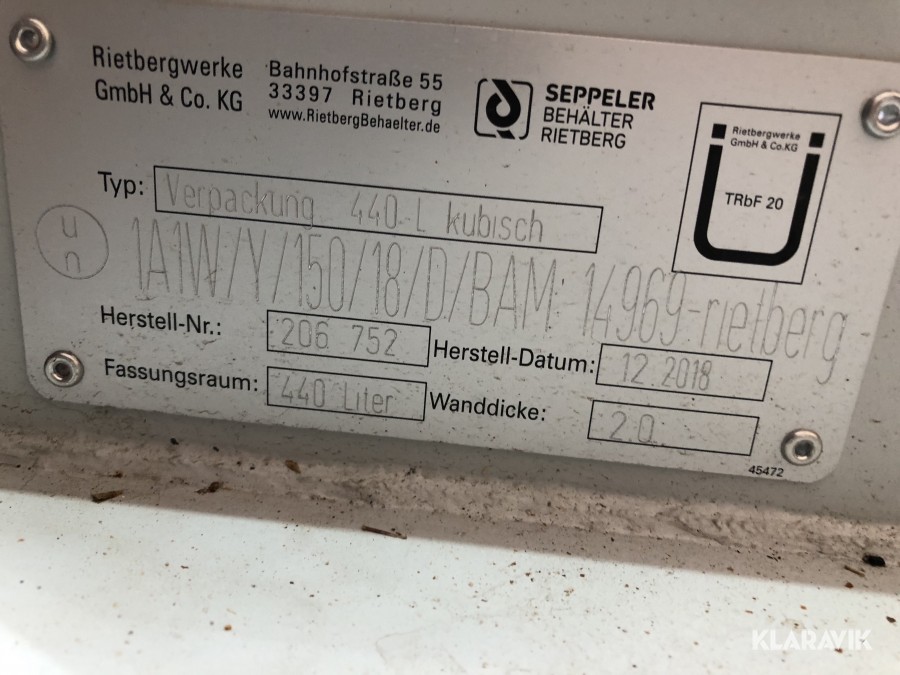 Rietbergwerke
GmbH & Co. KG
Bahnhofstraße 55
33397 Rietberg
www.RietbergBehaelter.de
SEPPELER
BEHÄLTER
RIETBERG
Rietbergwerke
GmbH & Co.KG
TRbF 20
Typ: Verpackung 440-L kubisch
u
n
1A1W/Y/150/18/D/BAM 14969-rietberg
Herstell-Nr.: 206 752
Herstell-Datum: 12.2018
Fassungsraum: 440 Liter
Wanddicke: 2.0
45472
KLARAVIK